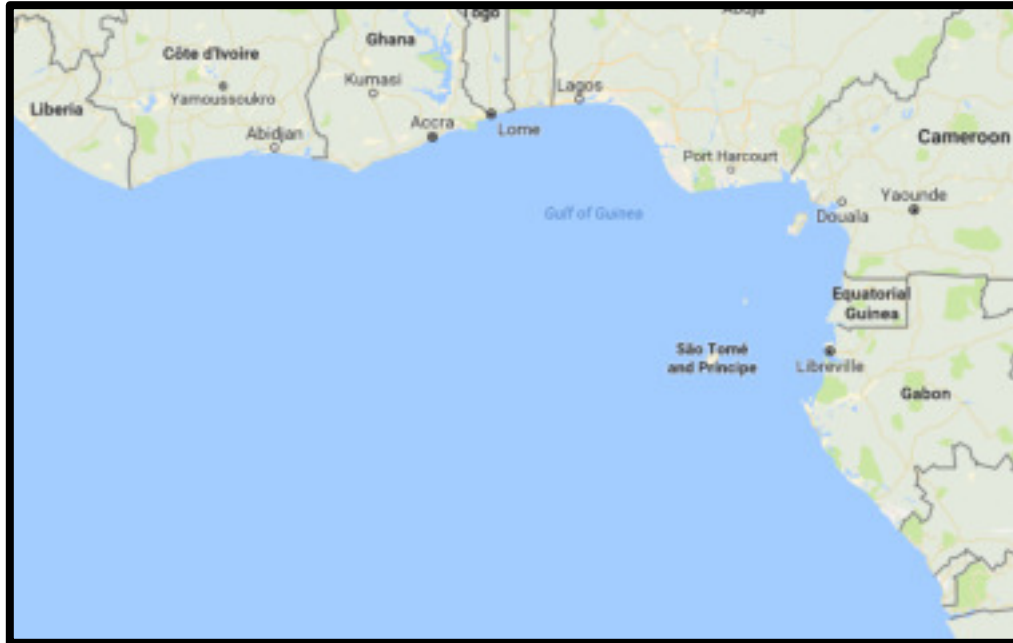 Togo
Abuja
Ghana
Côte d'Ivoire
Kumasi
Lagos
Yamoussoukro
Liberia
Accra
Lome
Abidjan
Cameroon
Port Harcourt
Yaounde
Gulf of Guinea
Douala
Equatorial
Guinea
São Tomé
and Príncipe
Libreville
Gabon